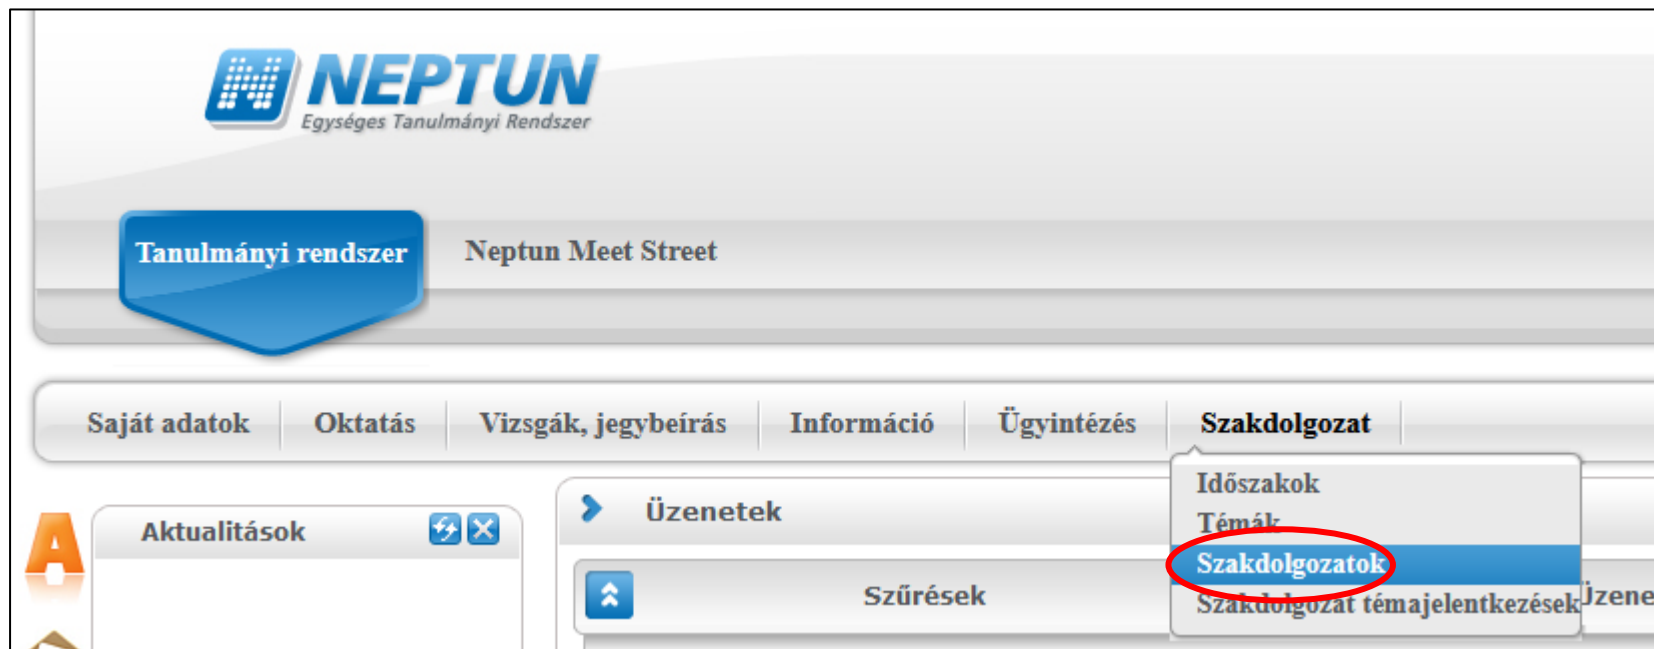 NEPTUN
Egységes Tanulmányi Rendszer
Tanulmányi rendszer
Neptun Meet Street
Saját adatok
Oktatás
Vizsgák, jegybeírás
Információ
Ügyintézés
Szakdolgozat
Időszakok
Témák
Szakdolgozatok
Szakdolgozat témajelentkezések
Aktualitások
Üzenetek
Szűrések